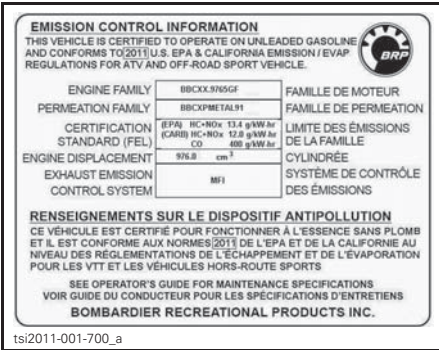 EMISSION CONTROL INFORMATION
THIS VEHICLE IS CERTIFIED TO OPERATE ON UNLEADED GASOLINE
AND CONFORMS TO 2011 U.S. EPA & CALIFORNIA EMISSION / EVAP
REGULATIONS FOR ATV AND OFF-ROAD SPORT VEHICLE.
BRP
ENGINE FAMILY BBCXX.9765GF FAMILLE DE MOTEUR
PERMEATION FAMILY BBCXPMETAL91 FAMILLE DE PERMEATION
CERTIFICATION STANDARD (FEL) (EPA) HC+NOx 13.4 g/kW-hr LIMITE DES ÉMISSIONS DE LA FAMILLE
(CARB) HC+NOx 12.0 g/kW-hr
CO 400 g/kW-hr
ENGINE DISPLACEMENT 976.0 cm³ CYLINDRÉE
EXHAUST EMISSION CONTROL SYSTEM MFI SYSTÈME DE CONTRÔLE DES ÉMISSIONS
RENSEIGNEMENTS SUR LE DISPOSITIF ANTIPOLLUTION
CE VÉHICULE EST CERTIFIÉ POUR FONCTIONNER À L'ESSENCE SANS PLOMB
ET IL EST CONFORME AUX NORMES 2011 DE L'EPA ET DE LA CALIFORNIE AU
NIVEAU DES RÉGLEMENTATIONS DE L'ÉCHAPPEMENT ET DE L'ÉVAPORATION
POUR LES VTT ET LES VÉHICULES HORS-ROUTE SPORTS
SEE OPERATOR'S GUIDE FOR MAINTENANCE SPECIFICATIONS
VOIR GUIDE DU CONDUCTEUR POUR LES SPÉCIFICATIONS D'ENTRETIENS
BOMBARDIER RECREATIONAL PRODUCTS INC.
tsi2011-001-700_a